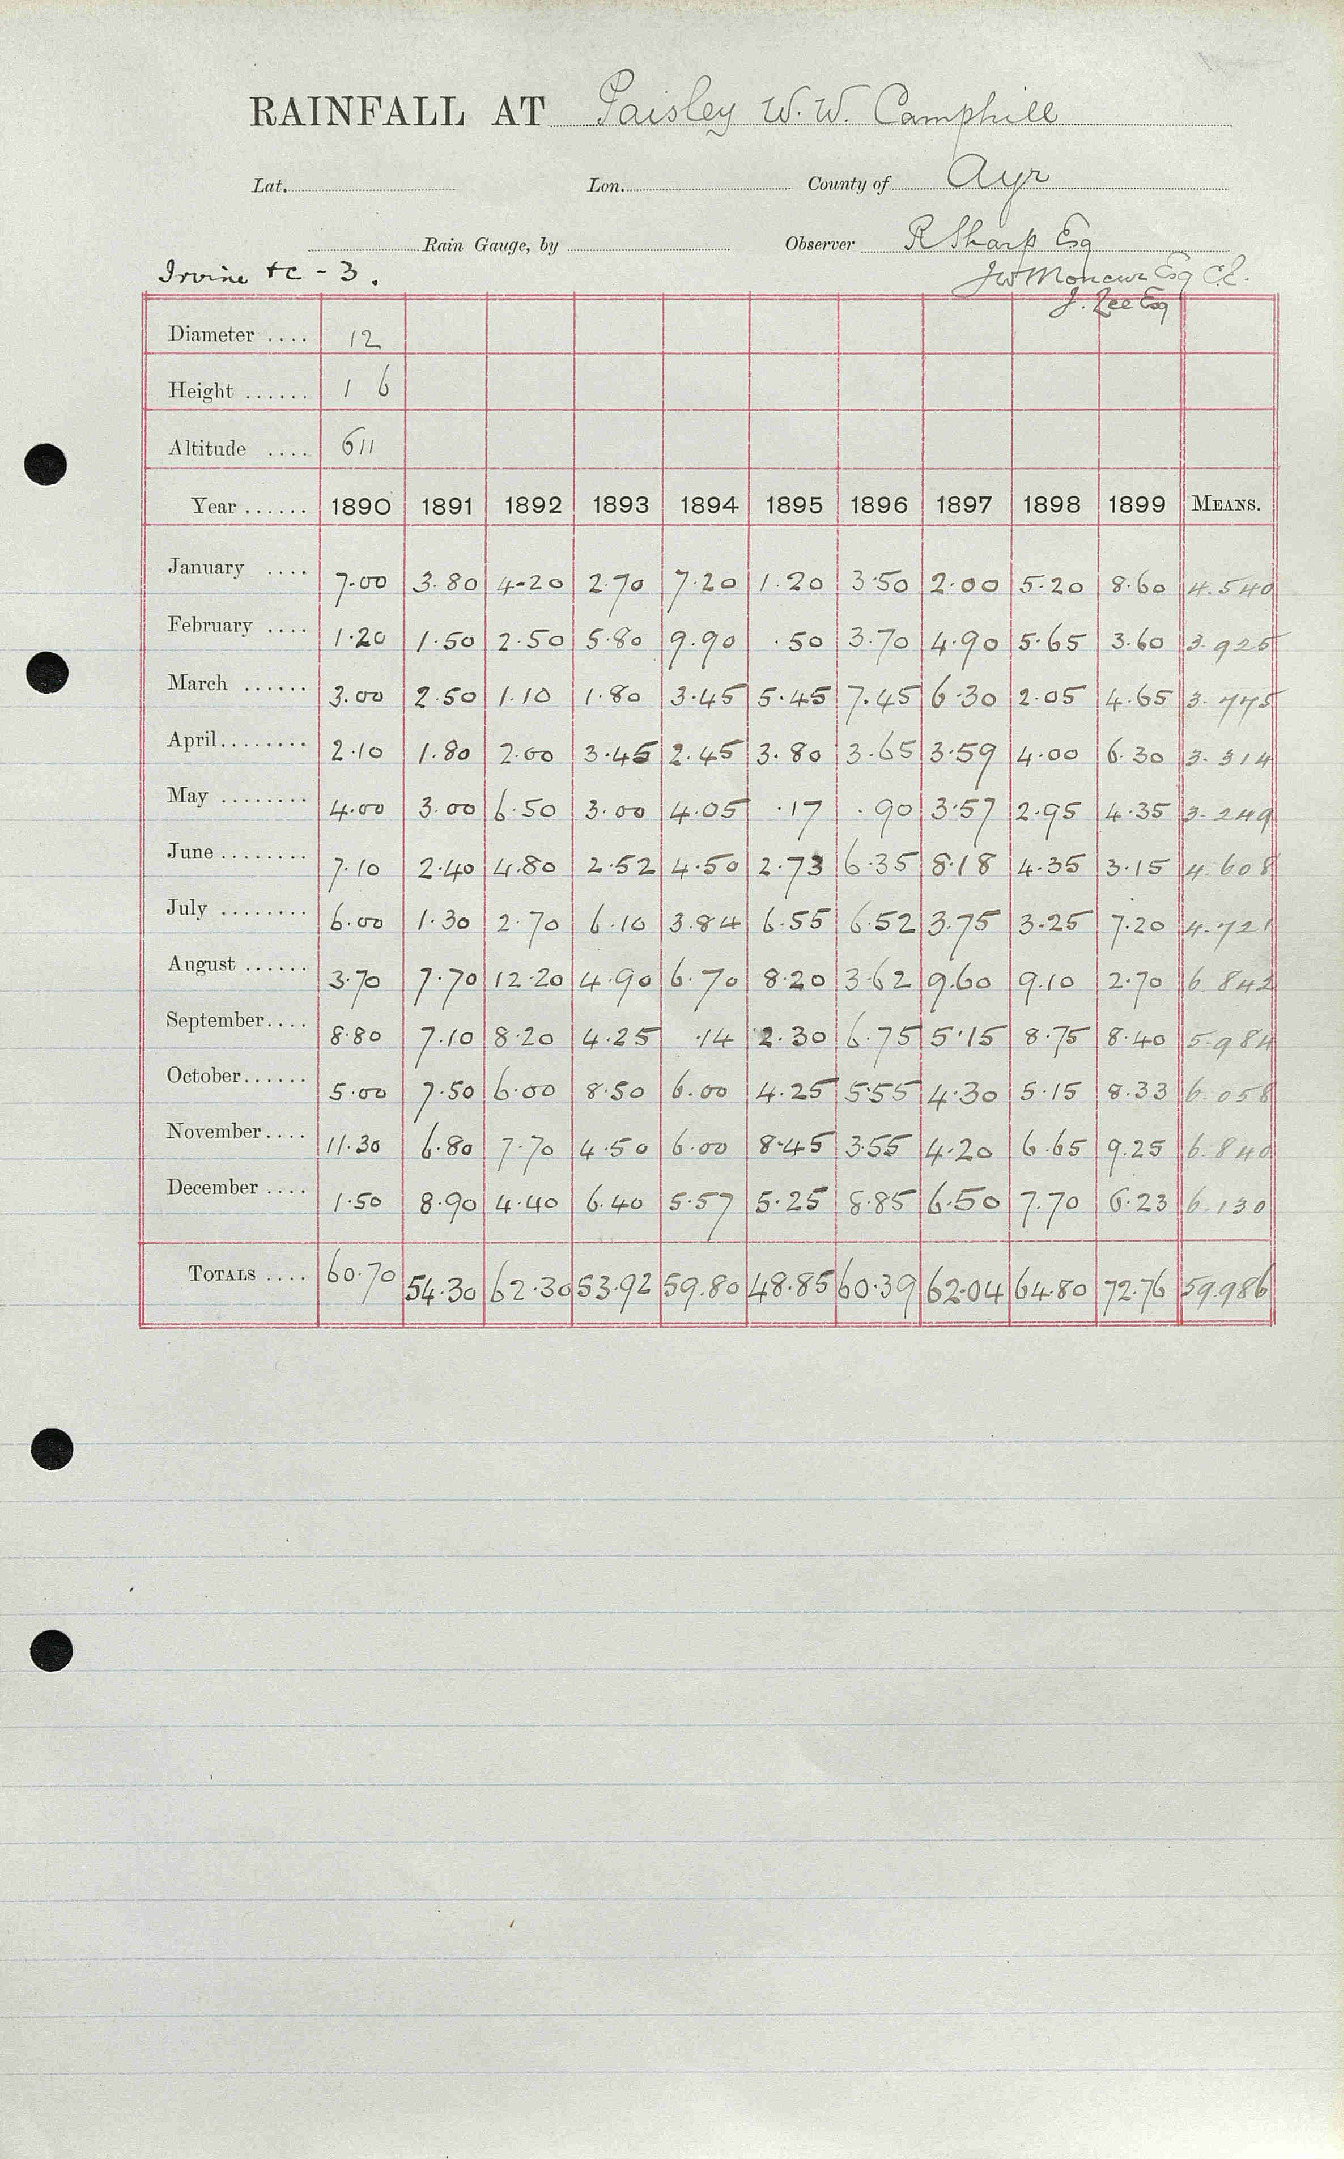 RAINFALL AT Paisley W. W. Camphill
Lat. Lon. County of Ayr
Rain Gauge, by Observer R Sharp Esq
Irvine &c - 3. Esq C.E.
J. Lee Esq
Diameter .... 12
Height ...... 1 6
Altitude .... 611
Year ...... 1890 1891 1892 1893 1894 1895 1896 1897 1898 1899 MEANS.
January .... 7.00 3.80 4.20 2.70 7.20 1.20 3.50 2.00 5.20 8.60 4.540
February .... 1.20 1.50 2.50 5.80 9.90 .50 3.70 4.90 5.65 3.60 3.925
March ...... 3.00 2.50 1.10 1.80 3.45 5.45 7.45 6.30 2.05 4.65 3.775
April........ 2.10 1.80 2.00 3.45 2.45 3.80 3.65 3.59 4.00 6.30 3.314
May ........ 4.00 3.00 6.50 3.00 4.05 .17 .90 3.57 2.95 4.35 3.249
June ........ 7.10 2.40 4.80 2.52 4.50 2.73 6.35 8.18 4.35 3.15 4.608
July ........ 6.00 1.30 2.70 6.10 3.84 6.55 6.52 3.75 3.25 7.20 4.721
August ...... 3.70 7.70 12.20 4.90 6.70 8.20 3.62 9.60 9.10 2.70 6.842
September.... 8.80 7.10 8.20 4.25 .14 2.30 6.75 5.15 8.75 8.40 5.984
October...... 5.00 7.50 6.00 8.50 6.00 4.25 5.55 4.30 5.15 8.33 6.058
November.... 11.30 6.80 7.70 4.50 6.00 8.45 3.55 4.20 6.65 9.25 6.840
December .... 1.50 8.90 4.40 6.40 5.57 5.25 8.85 6.50 7.70 6.23 6.130
TOTALS .... 60.70 54.30 62.30 53.92 59.80 48.85 60.39 62.04 64.80 72.76 59.986